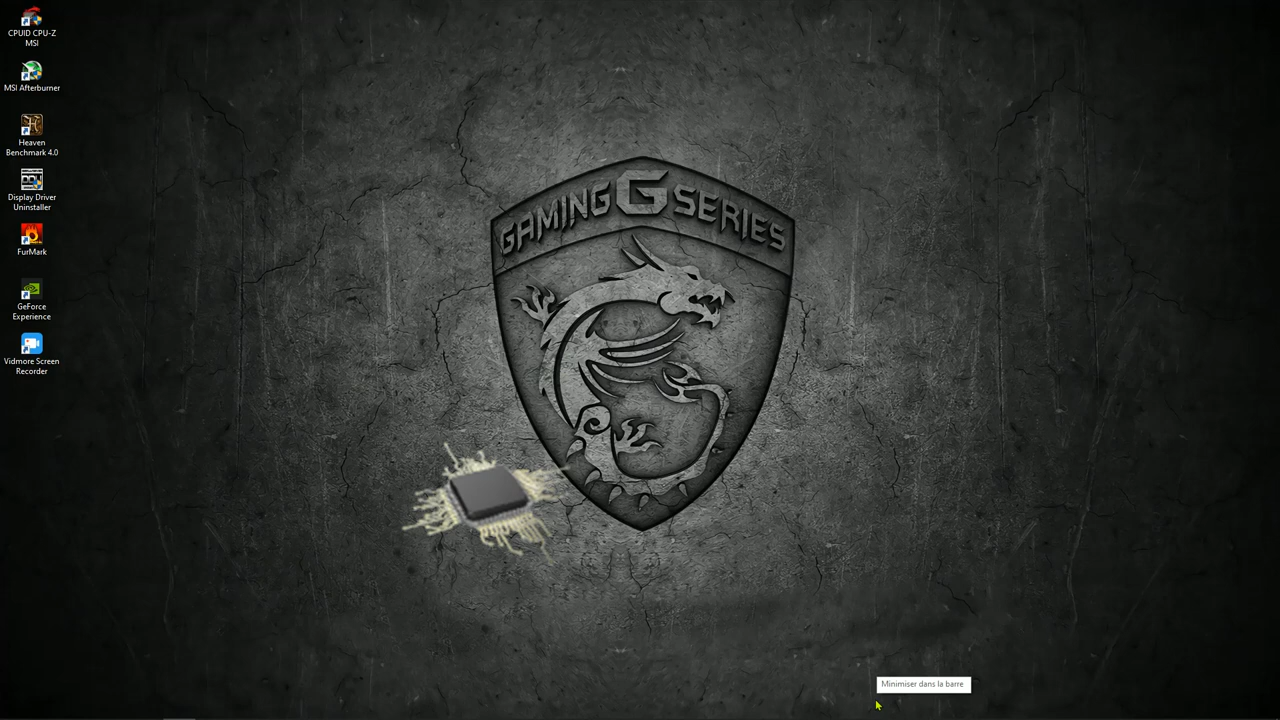 CPUID CPU-Z
MSI
MSI Afterburner
Heaven
Benchmark 4.0
Display Driver
Uninstaller
FurMark
GeForce
Experience
Vidmore Screen
Recorder
GAMING G SERIES
Minimiser dans la barre